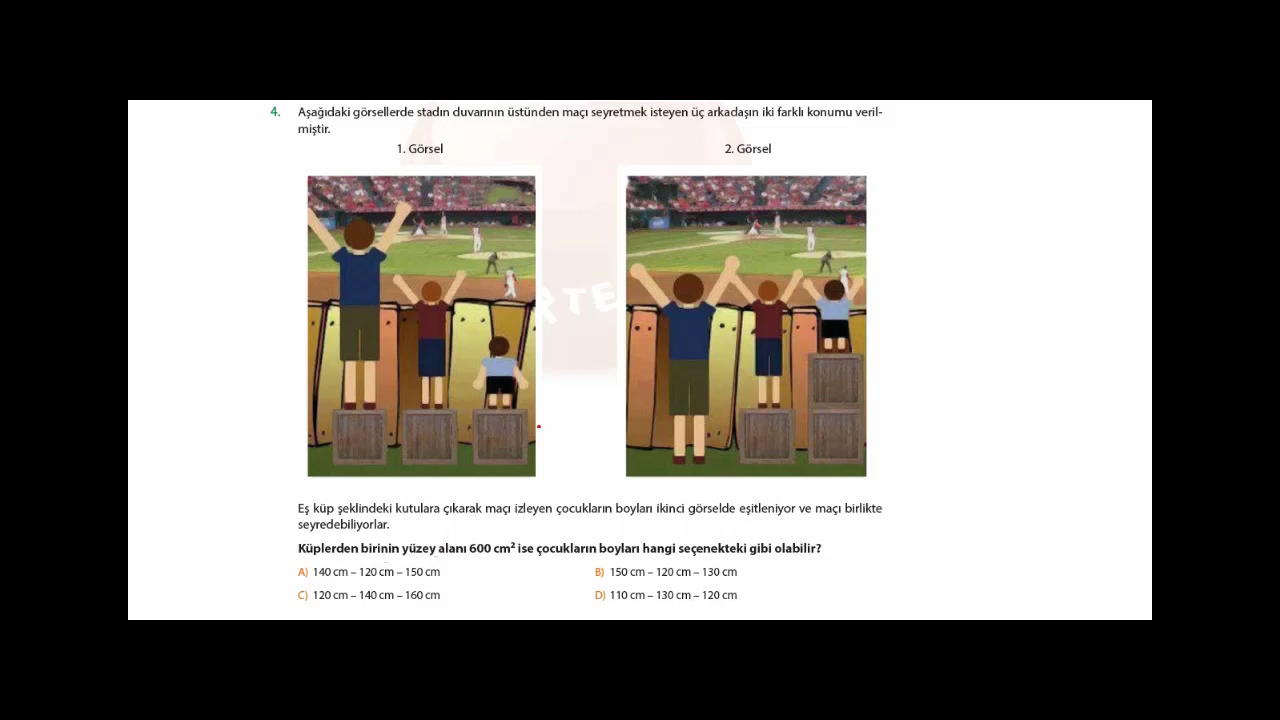 4. Aşağıdaki görsellerde stadın duvarının üstünden maçı seyretmek isteyen üç arkadaşın iki farklı konumu veril-
miştir.
1. Görsel 2. Görsel
RTE
Eş küp şeklindeki kutulara çıkarak maçı izleyen çocukların boyları ikinci görselde eşitleniyor ve maçı birlikte
seyredebiliyorlar.
Küplerden birinin yüzey alanı 600 cm² ise çocukların boyları hangi seçenekteki gibi olabilir?
A) 140 cm – 120 cm – 150 cm B) 150 cm – 120 cm – 130 cm
C) 120 cm – 140 cm – 160 cm D) 110 cm – 130 cm – 120 cm